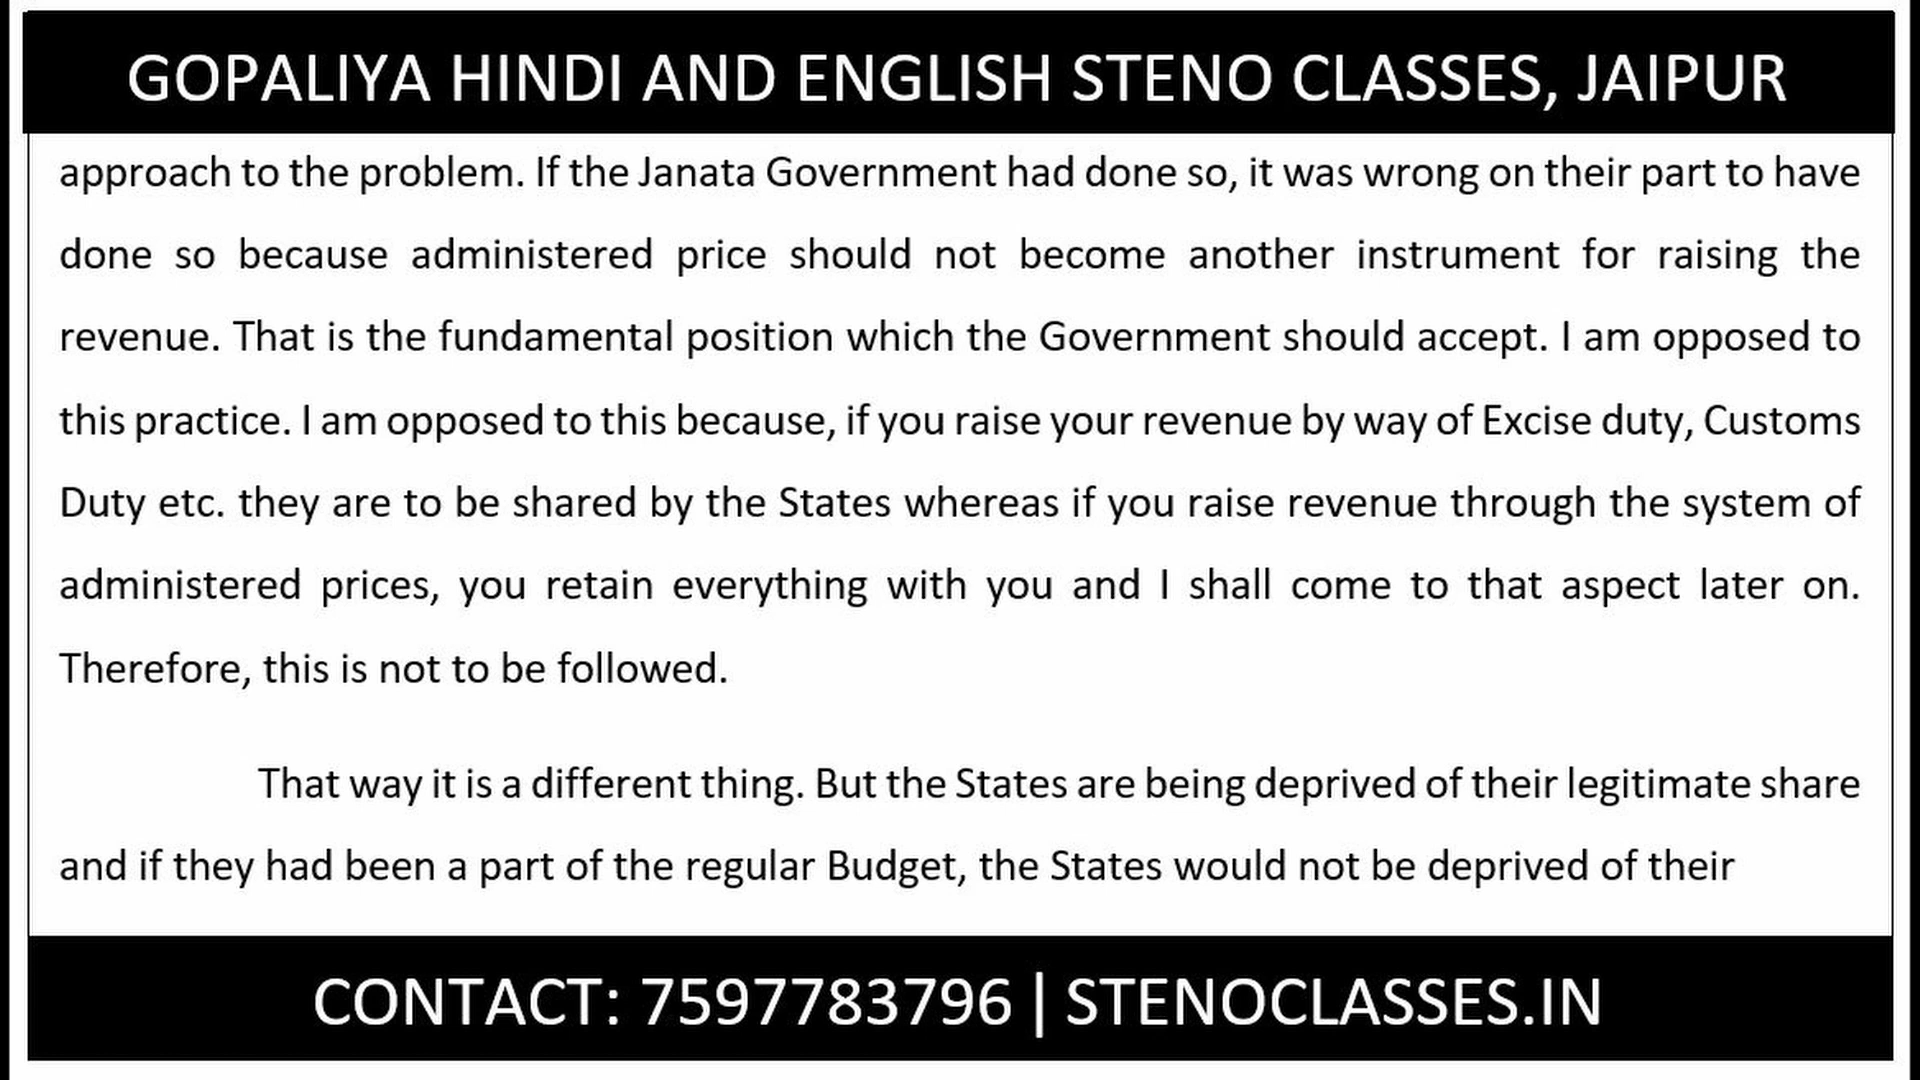 GOPALIYA HINDI AND ENGLISH STENO CLASSES, JAIPUR
approach to the problem. If the Janata Government had done so, it was wrong on their part to have
done so because administered price should not become another instrument for raising the
revenue. That is the fundamental position which the Government should accept. I am opposed to
this practice. I am opposed to this because, if you raise your revenue by way of Excise duty, Customs
Duty etc. they are to be shared by the States whereas if you raise revenue through the system of
administered prices, you retain everything with you and I shall come to that aspect later on.
Therefore, this is not to be followed.
That way it is a different thing. But the States are being deprived of their legitimate share
and if they had been a part of the regular Budget, the States would not be deprived of their
CONTACT: 7597783796 | STENOCLASSES.IN